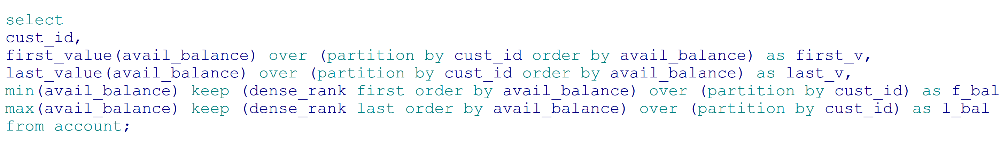 select
cust_id,
first_value(avail_balance) over (partition by cust_id order by avail_balance) as first_v,
last_value(avail_balance) over (partition by cust_id order by avail_balance) as last_v,
min(avail_balance) keep (dense_rank first order by avail_balance) over (partition by cust_id) as f_bal
max(avail_balance) keep (dense_rank last order by avail_balance) over (partition by cust_id) as l_bal
from account;